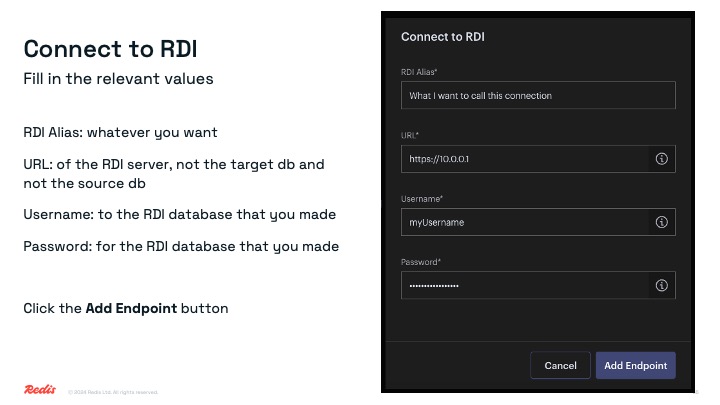 Connect to RDI
Fill in the relevant values
RDI Alias: whatever you want
URL: of the RDI server, not the target db and
not the source db
Username: to the RDI database that you made
Password: for the RDI database that you made
Click the Add Endpoint button
Redis
© 2024 Redis Ltd. All rights reserved.
Connect to RDI
RDI Alias*
What I want to call this connection
URL*
https://10.0.0.1
Username*
myUsername
Password*
•••••••••••••••••
Cancel
Add Endpoint